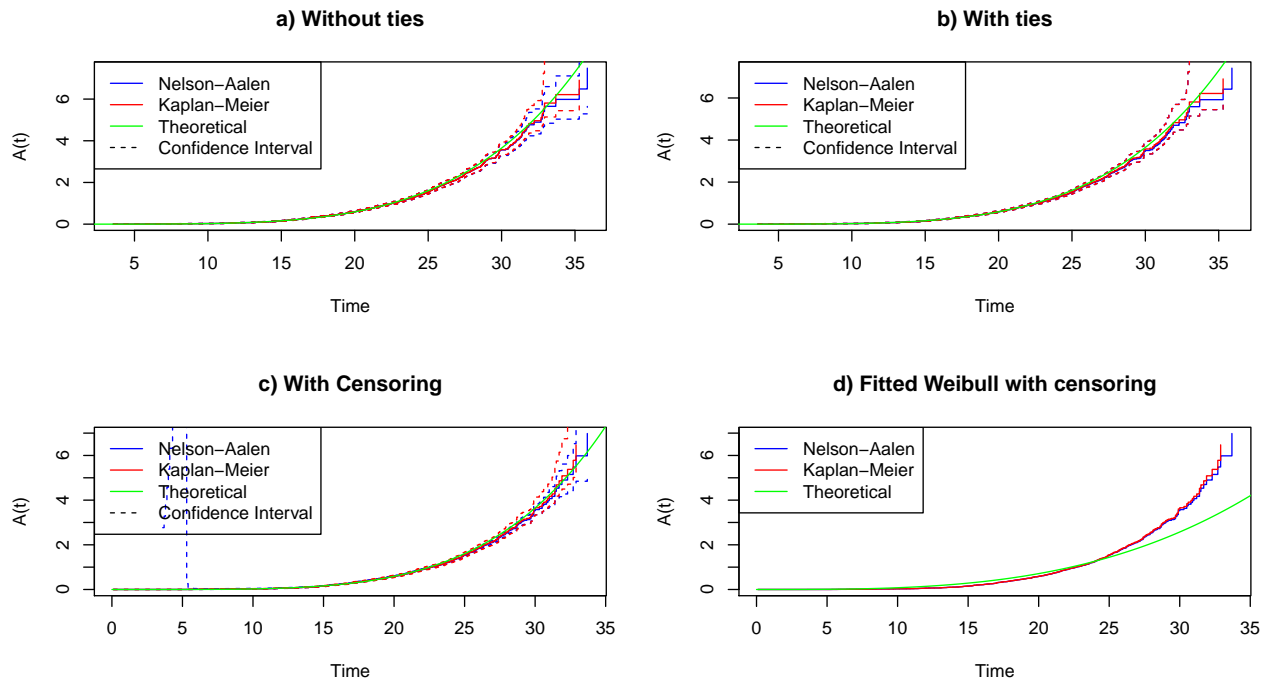 a) Without ties
Nelson−Aalen
Kaplan−Meier
Theoretical
Confidence Interval
A(t)
0
2
4
6
5
10
15
20
25
30
35
Time
b) With ties
Nelson−Aalen
Kaplan−Meier
Theoretical
Confidence Interval
A(t)
0
2
4
6
5
10
15
20
25
30
35
Time
c) With Censoring
Nelson−Aalen
Kaplan−Meier
Theoretical
Confidence Interval
A(t)
0
2
4
6
0
5
10
15
20
25
30
35
Time
d) Fitted Weibull with censoring
Nelson−Aalen
Kaplan−Meier
Theoretical
A(t)
0
2
4
6
0
5
10
15
20
25
30
35
Time